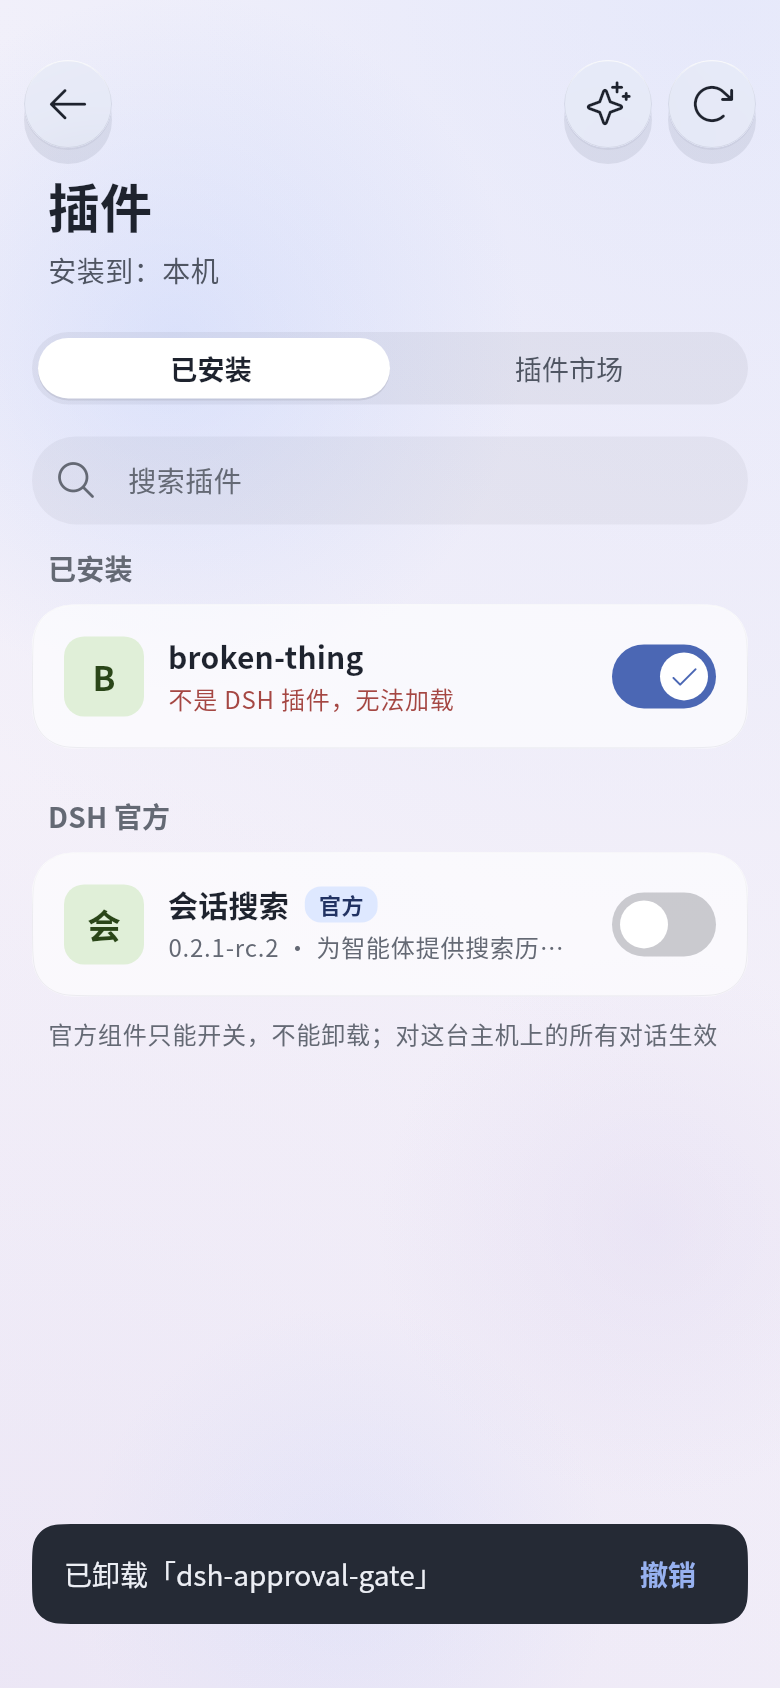 插件
安装到：本机
已安装
插件市场
搜索插件
已安装
B
broken-thing
不是 DSH 插件，无法加载
DSH 官方
会
会话搜索
官方
0.2.1-rc.2 • 为智能体提供搜索历…
官方组件只能开关，不能卸载；对这台主机上的所有对话生效
已卸载「dsh-approval-gate」
撤销